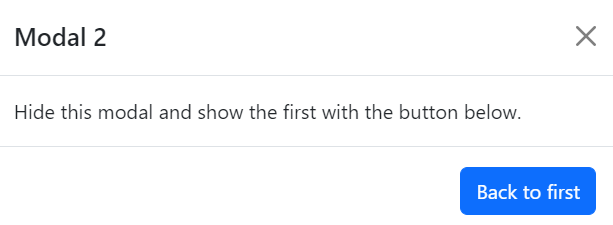 Modal 2
Hide this modal and show the first with the button below.
Back to first